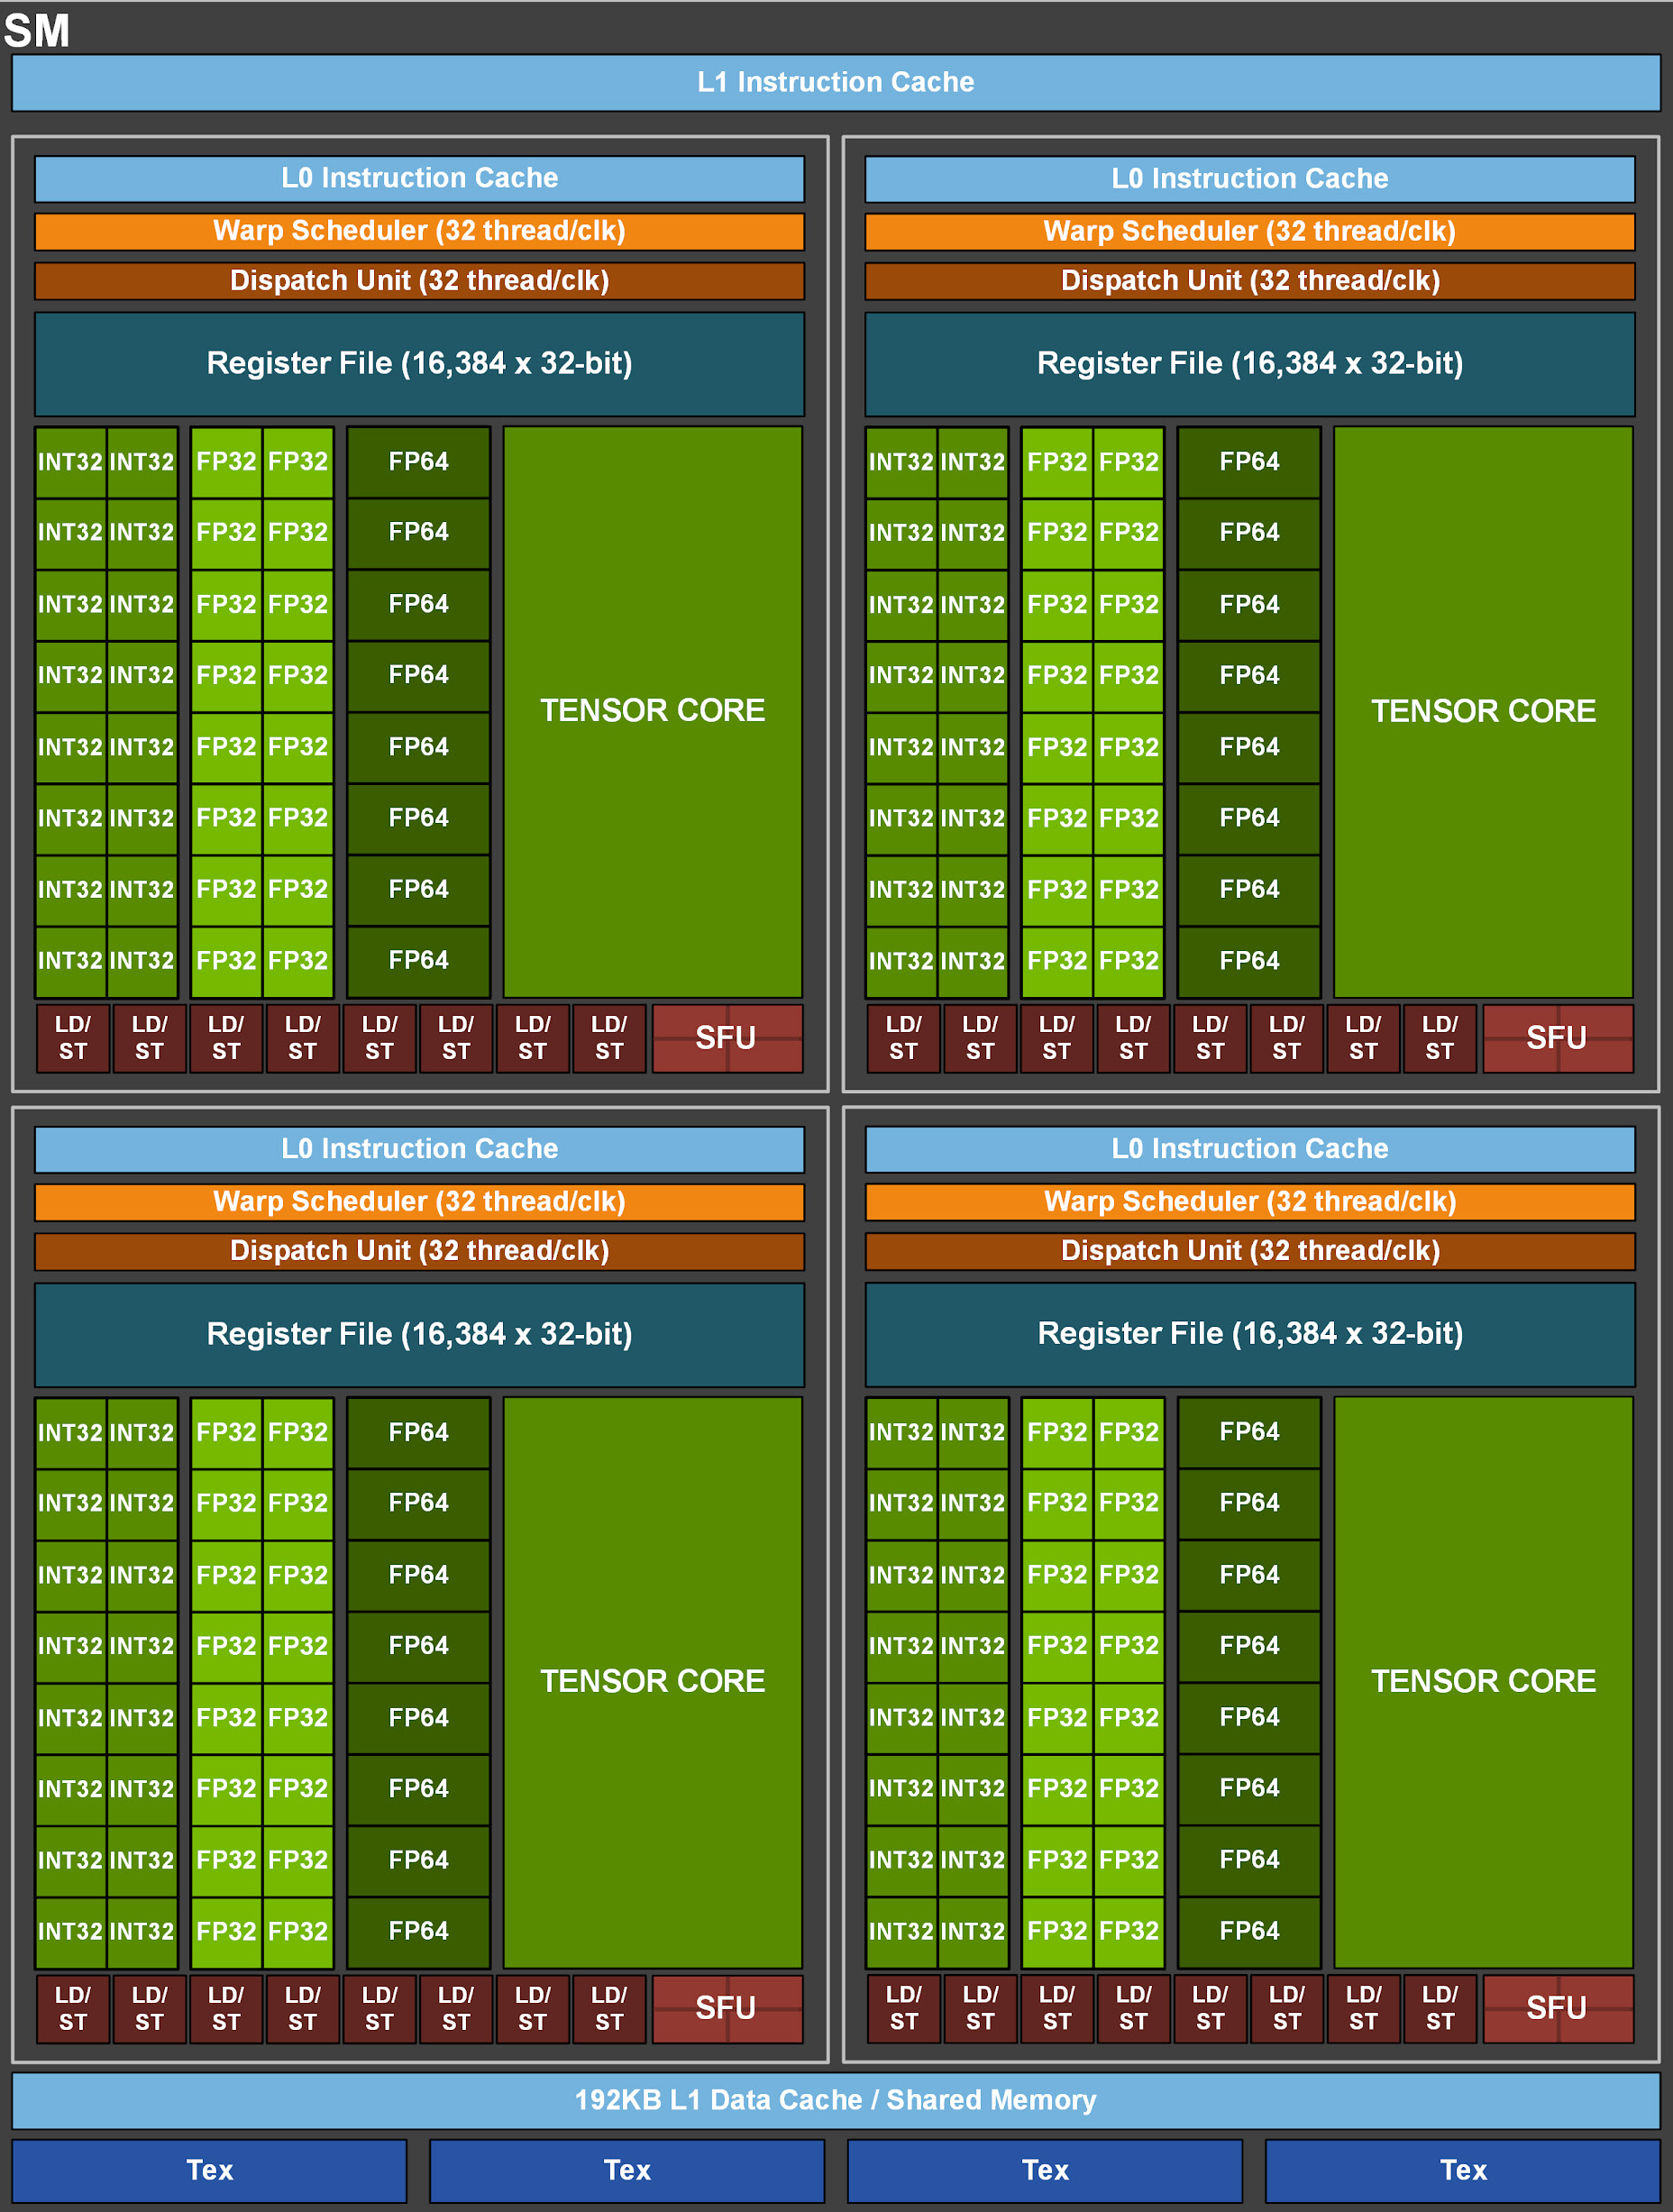 SM
L1 Instruction Cache
L0 Instruction Cache
Warp Scheduler (32 thread/clk)
Dispatch Unit (32 thread/clk)
Register File (16,384 x 32-bit)
INT32 INT32 FP32 FP32 FP64
INT32 INT32 FP32 FP32 FP64
INT32 INT32 FP32 FP32 FP64
INT32 INT32 FP32 FP32 FP64
TENSOR CORE
INT32 INT32 FP32 FP32 FP64
INT32 INT32 FP32 FP32 FP64
INT32 INT32 FP32 FP32 FP64
INT32 INT32 FP32 FP32 FP64
LD/ LD/ LD/ LD/ LD/ LD/ LD/ LD/
ST ST ST ST ST ST ST ST
SFU
L0 Instruction Cache
Warp Scheduler (32 thread/clk)
Dispatch Unit (32 thread/clk)
Register File (16,384 x 32-bit)
INT32 INT32 FP32 FP32 FP64
INT32 INT32 FP32 FP32 FP64
INT32 INT32 FP32 FP32 FP64
INT32 INT32 FP32 FP32 FP64
TENSOR CORE
INT32 INT32 FP32 FP32 FP64
INT32 INT32 FP32 FP32 FP64
INT32 INT32 FP32 FP32 FP64
INT32 INT32 FP32 FP32 FP64
LD/ LD/ LD/ LD/ LD/ LD/ LD/ LD/
ST ST ST ST ST ST ST ST
SFU
L0 Instruction Cache
Warp Scheduler (32 thread/clk)
Dispatch Unit (32 thread/clk)
Register File (16,384 x 32-bit)
INT32 INT32 FP32 FP32 FP64
INT32 INT32 FP32 FP32 FP64
INT32 INT32 FP32 FP32 FP64
INT32 INT32 FP32 FP32 FP64
TENSOR CORE
INT32 INT32 FP32 FP32 FP64
INT32 INT32 FP32 FP32 FP64
INT32 INT32 FP32 FP32 FP64
INT32 INT32 FP32 FP32 FP64
LD/ LD/ LD/ LD/ LD/ LD/ LD/ LD/
ST ST ST ST ST ST ST ST
SFU
L0 Instruction Cache
Warp Scheduler (32 thread/clk)
Dispatch Unit (32 thread/clk)
Register File (16,384 x 32-bit)
INT32 INT32 FP32 FP32 FP64
INT32 INT32 FP32 FP32 FP64
INT32 INT32 FP32 FP32 FP64
INT32 INT32 FP32 FP32 FP64
TENSOR CORE
INT32 INT32 FP32 FP32 FP64
INT32 INT32 FP32 FP32 FP64
INT32 INT32 FP32 FP32 FP64
INT32 INT32 FP32 FP32 FP64
LD/ LD/ LD/ LD/ LD/ LD/ LD/ LD/
ST ST ST ST ST ST ST ST
SFU
192KB L1 Data Cache / Shared Memory
Tex Tex Tex Tex